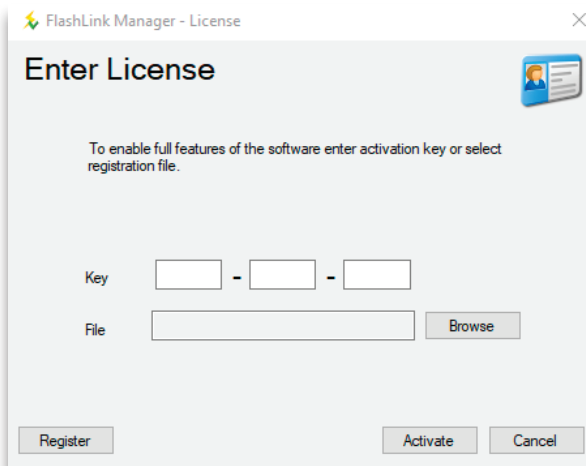 FlashLink Manager - License
Enter License
To enable full features of the software enter activation key or select
registration file.
Key - -
File Browse
Register Activate Cancel